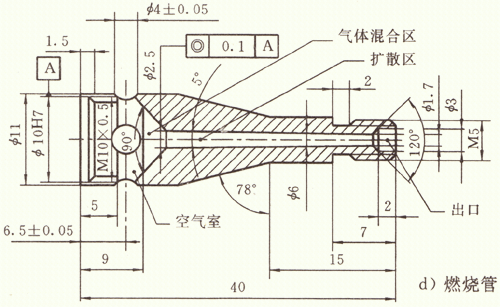 φ4±0.05
1.5
φ2.5
◎ 0.1 A
气体混合区
扩散区
A
5°
2
φ1.7
φ3
φ11
φ10H7
M10×0.5
90°
120°
M5
78°
φ6
5
空气室
2
出口
6.5±0.05
7
9
15
40
d) 燃烧管